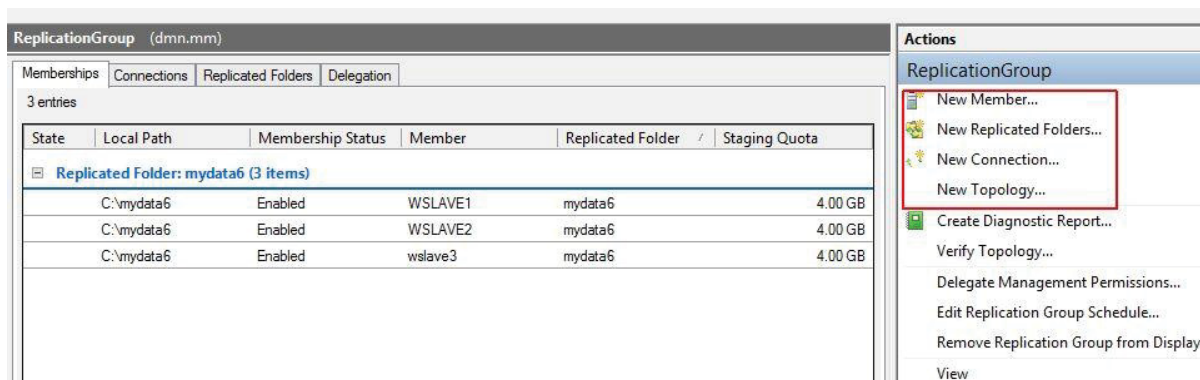 ReplicationGroup (dmn.mm)
Memberships Connections Replicated Folders Delegation
3 entries
State Local Path Membership Status Member Replicated Folder Staging Quota
Replicated Folder: mydata6 (3 items)
C:\mydata6 Enabled WSLAVE1 mydata6 4.00 GB
C:\mydata6 Enabled WSLAVE2 mydata6 4.00 GB
C:\mydata6 Enabled wslave3 mydata6 4.00 GB
Actions
ReplicationGroup
New Member...
New Replicated Folders...
New Connection...
New Topology...
Create Diagnostic Report...
Verify Topology...
Delegate Management Permissions...
Edit Replication Group Schedule...
Remove Replication Group from Display
View